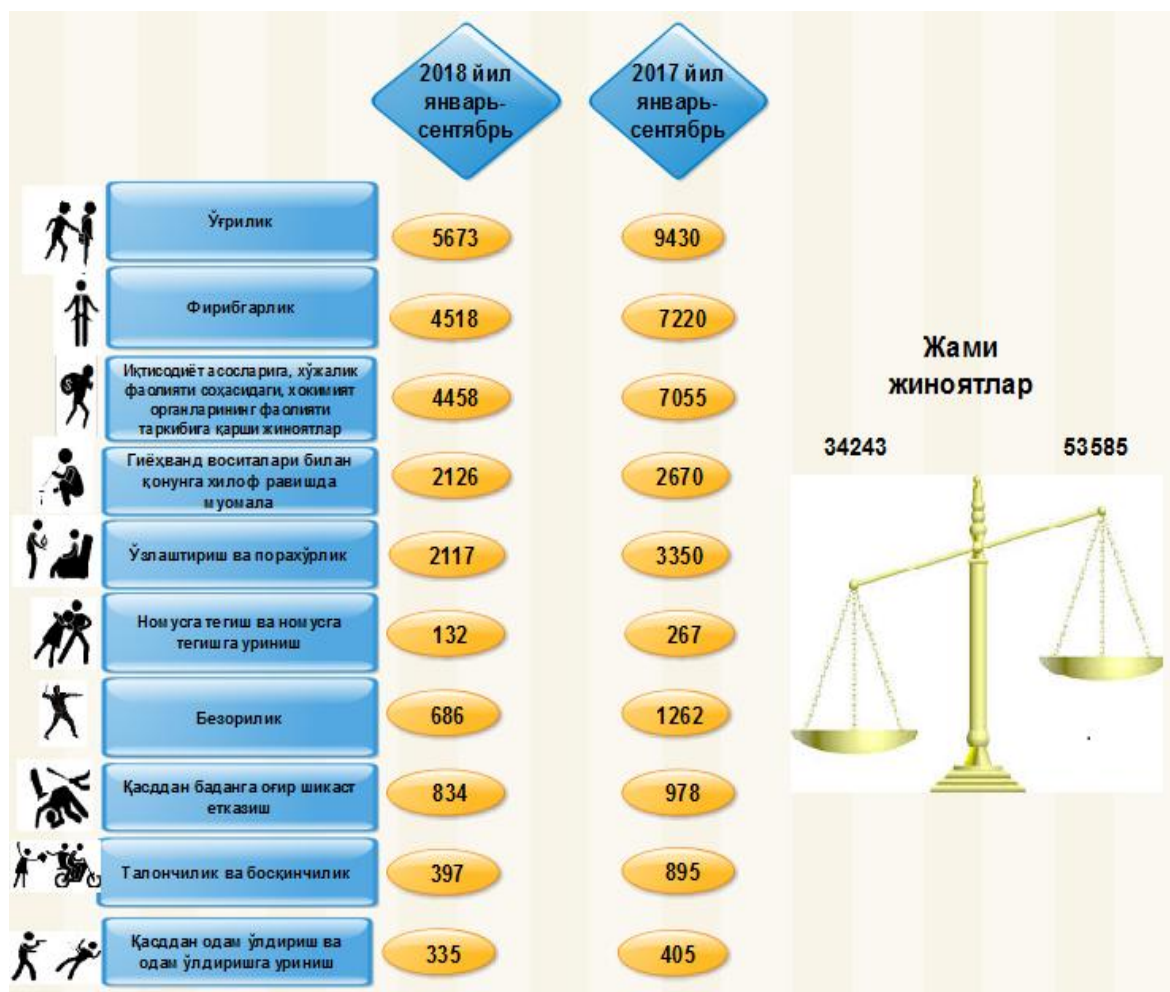 2018 йил
январь-
сентябрь
2017 йил
январь-
сентябрь
Ўғрилик
5673
9430
Фирибгарлик
4518
7220
Иқтисодиёт асосларига, хўжалик
фаолияти соҳасидаги, хокимият
органларининг фаолияти
таркибига қарши жиноятлар
4458
7055
Гиёҳванд воситалари билан
қонунга хилоф равишда
муомала
2126
2670
Ўзлаштириш ва порахўрлик
2117
3350
Номусга тегиш ва номусга
тегишга уриниш
132
267
Безорилик
686
1262
Қасддан баданга оғир шикаст
етказиш
834
978
Талончилик ва босқинчилик
397
895
Қасддан одам ўлдириш ва
одам ўлдиришга уриниш
335
405
Жами
жиноятлар
34243
53585